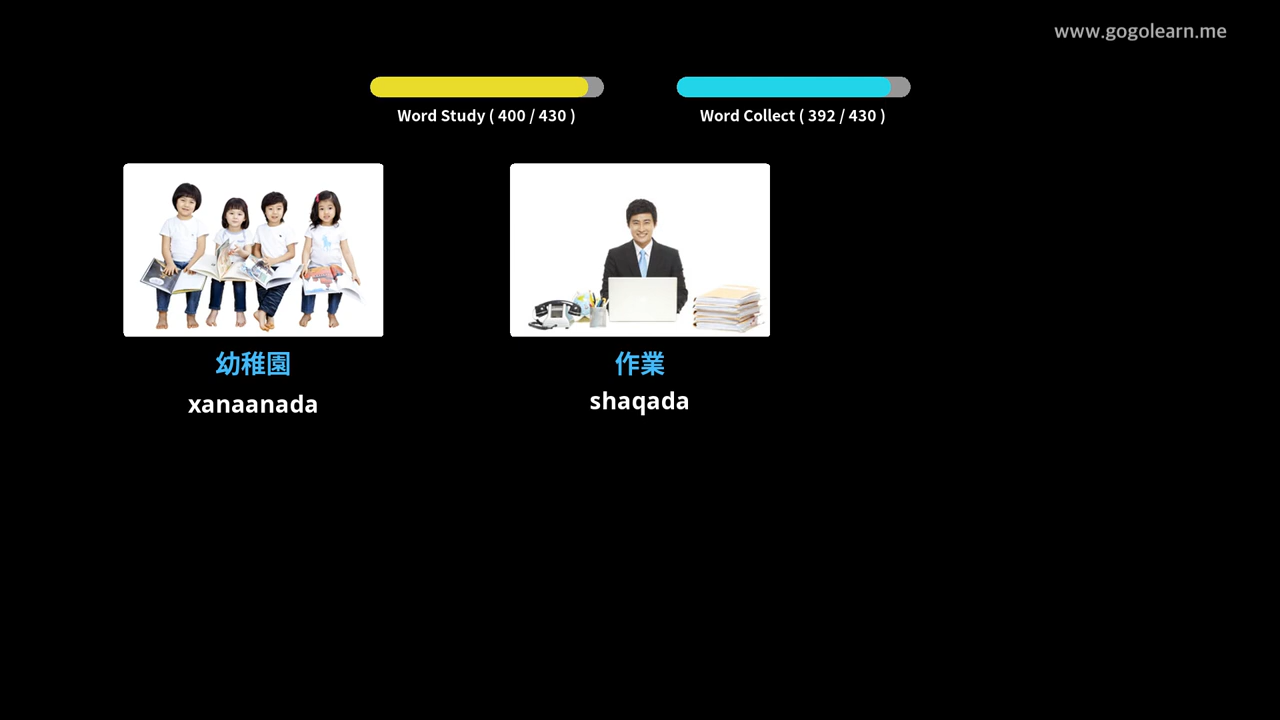 www.gogolearn.me
Word Study ( 400 / 430 )
Word Collect ( 392 / 430 )
幼稚園
xanaanada
作業
shaqada